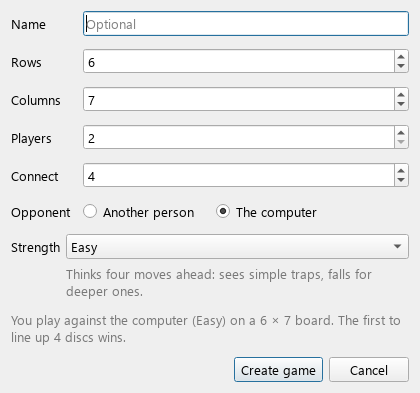 Name Optional
Rows 6
Columns 7
Players 2
Connect 4
Opponent Another person The computer
Strength Easy
Thinks four moves ahead: sees simple traps, falls for
deeper ones.
You play against the computer (Easy) on a 6 × 7 board. The first to
line up 4 discs wins.
Create game Cancel